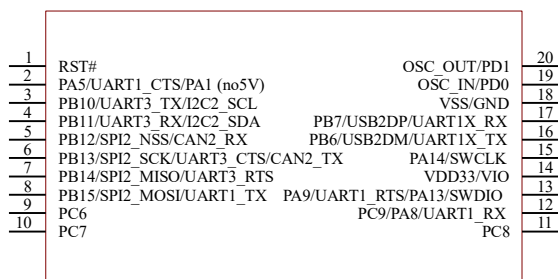 1 RST# OSC_OUT/PD1 20
2 PA5/UART1_CTS/PA1 (no5V) OSC_IN/PD0 19
3 PB10/UART3_TX/I2C2_SCL VSS/GND 18
4 PB11/UART3_RX/I2C2_SDA PB7/USB2DP/UART1X_RX 17
5 PB12/SPI2_NSS/CAN2_RX PB6/USB2DM/UART1X_TX 16
6 PB13/SPI2_SCK/UART3_CTS/CAN2_TX PA14/SWCLK 15
7 PB14/SPI2_MISO/UART3_RTS VDD33/VIO 14
8 PB15/SPI2_MOSI/UART1_TX PA9/UART1_RTS/PA13/SWDIO 13
9 PC6 PC9/PA8/UART1_RX 12
10 PC7 PC8 11